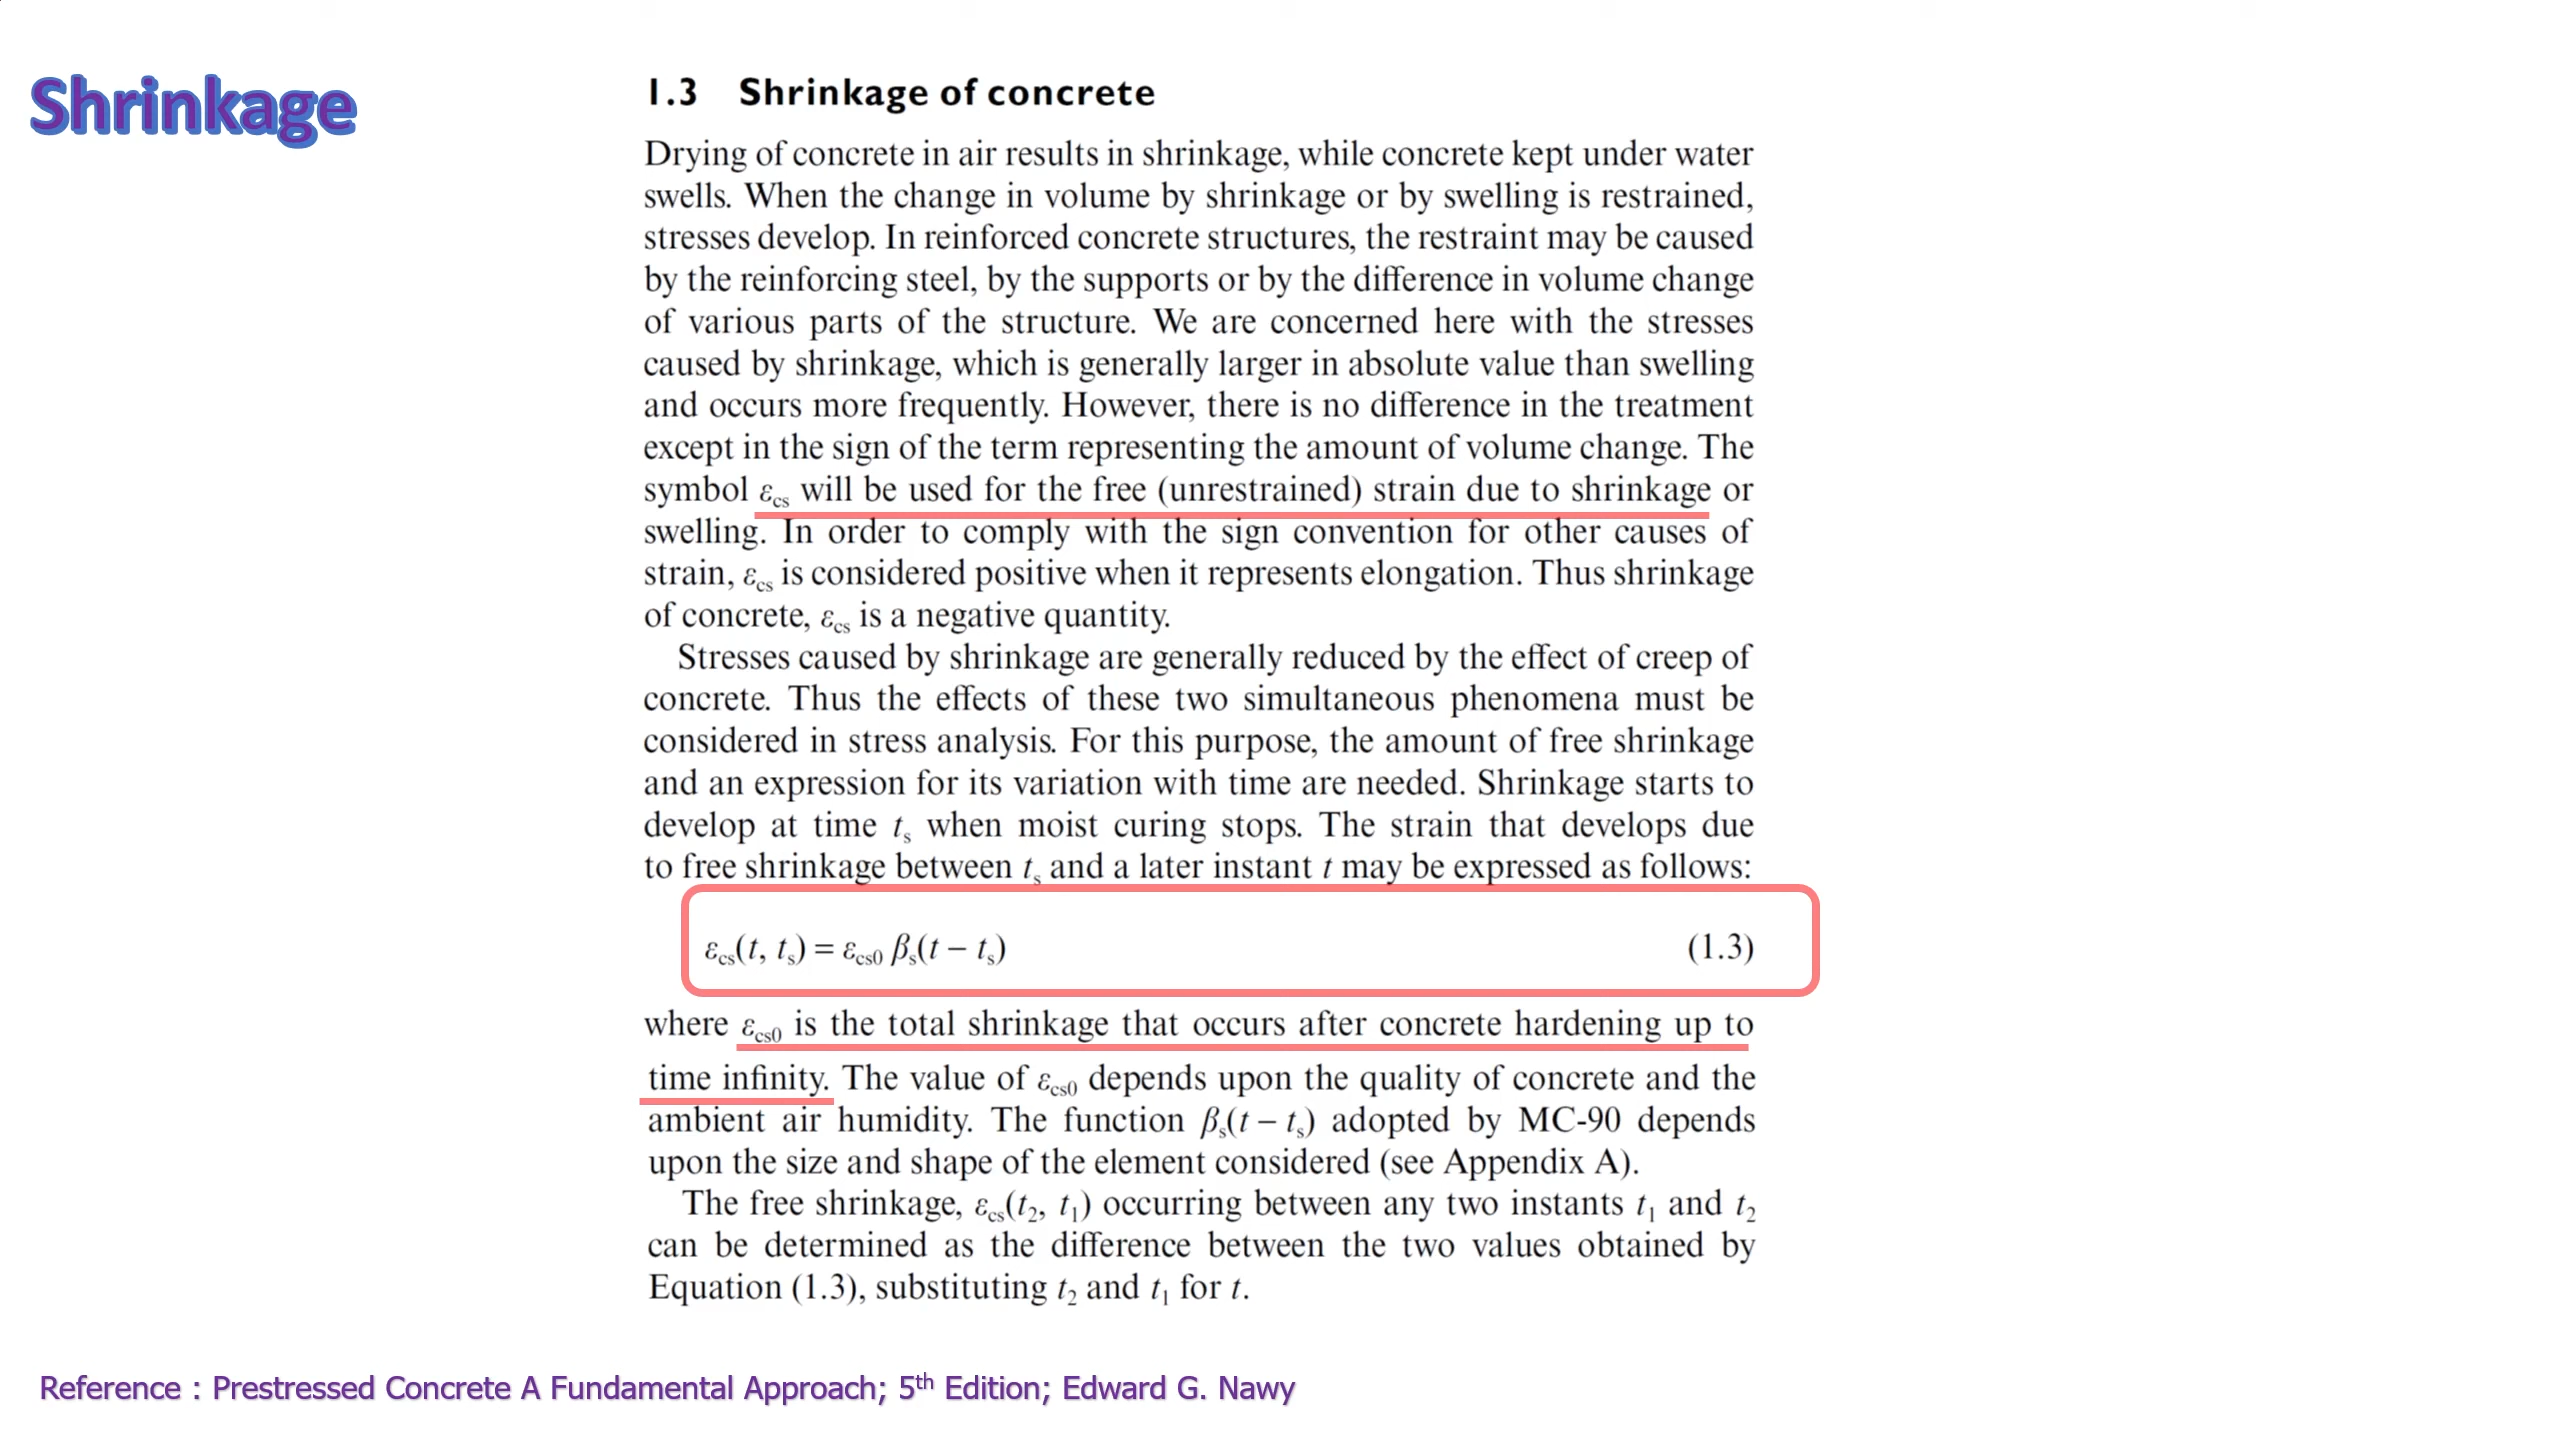 Shrinkage
1.3 Shrinkage of concrete
Drying of concrete in air results in shrinkage, while concrete kept under water
swells. When the change in volume by shrinkage or by swelling is restrained,
stresses develop. In reinforced concrete structures, the restraint may be caused
by the reinforcing steel, by the supports or by the difference in volume change
of various parts of the structure. We are concerned here with the stresses
caused by shrinkage, which is generally larger in absolute value than swelling
and occurs more frequently. However, there is no difference in the treatment
except in the sign of the term representing the amount of volume change. The
symbol εcs will be used for the free (unrestrained) strain due to shrinkage or
swelling. In order to comply with the sign convention for other causes of
strain, εcs is considered positive when it represents elongation. Thus shrinkage
of concrete, εcs is a negative quantity.
Stresses caused by shrinkage are generally reduced by the effect of creep of
concrete. Thus the effects of these two simultaneous phenomena must be
considered in stress analysis. For this purpose, the amount of free shrinkage
and an expression for its variation with time are needed. Shrinkage starts to
develop at time ts when moist curing stops. The strain that develops due
to free shrinkage between ts and a later instant t may be expressed as follows:
εcs(t, ts) = εcs0 βs(t − ts) (1.3)
where εcs0 is the total shrinkage that occurs after concrete hardening up to
time infinity. The value of εcs0 depends upon the quality of concrete and the
ambient air humidity. The function βs(t − ts) adopted by MC-90 depends
upon the size and shape of the element considered (see Appendix A).
The free shrinkage, εcs(t2, t1) occurring between any two instants t1 and t2
can be determined as the difference between the two values obtained by
Equation (1.3), substituting t2 and t1 for t.
Reference : Prestressed Concrete A Fundamental Approach; 5th Edition; Edward G. Nawy